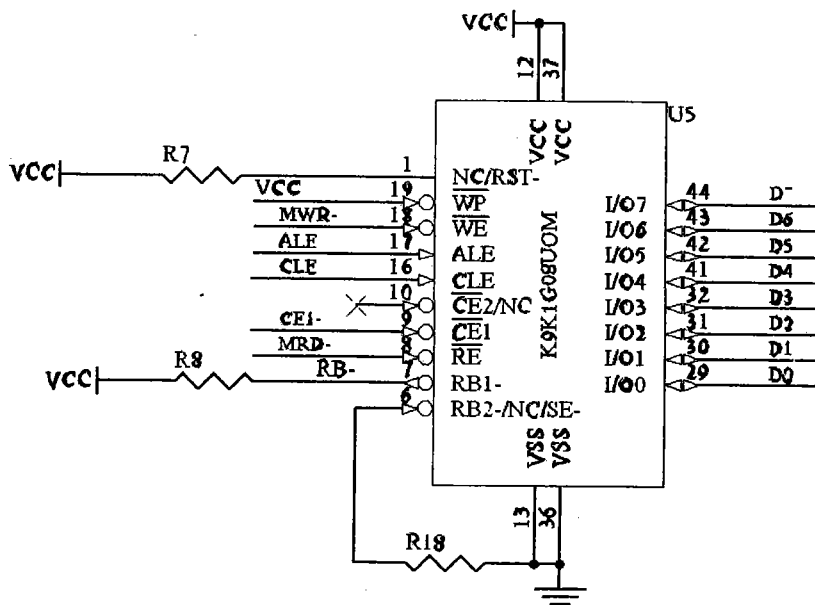 VCC
12
37
U5
VCC
VCC
R7
VCC
1
NC/RST-
VCC
19
WP
MWR-
18
WE
ALE
17
ALE
CLE
16
CLE
10
CE2/NC
CE1-
9
CE1
MRD-
8
RE
R8
VCC
RB-
7
RB1-
6
RB2-/NC/SE-
K9K1G08UOM
I/O7
44
D-
I/O6
43
D6
I/O5
42
D5
I/O4
41
D4
I/O3
32
D3
I/O2
31
D2
I/O1
30
D1
I/O0
29
D0
VSS
VSS
13
36
R18